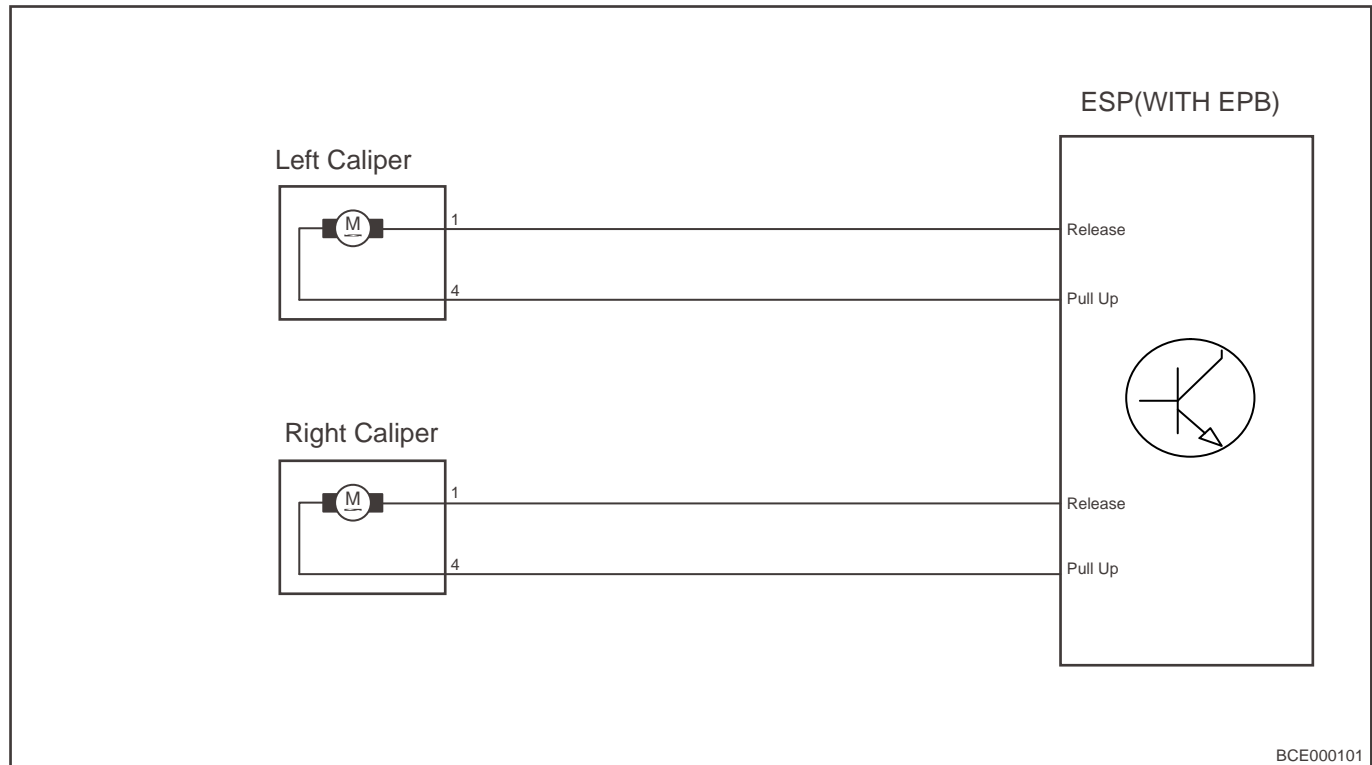 ESP(WITH EPB)
Left Caliper
M
1
Release
4
Pull Up
Right Caliper
M
1
Release
4
Pull Up
BCE000101